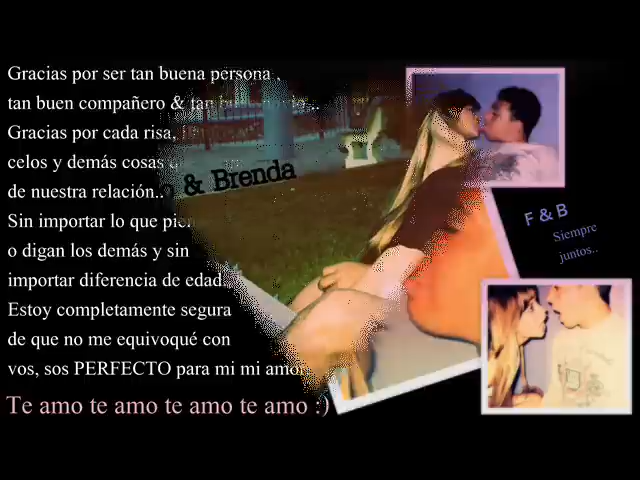 Gracias por ser tan buena persona ,
tan buen compañero & tan
Gracias por cada risa,
celos y demás cosas
de nuestra relación..
Sin importar lo que
o digan los demás y sin
importar diferencia de edad
Estoy completamente segura
de que no me equivoqué con
vos, sos PERFECTO para mi mi amor
Te amo te amo te amo te amo :)
& Brenda
F & B
Siempre
juntos..